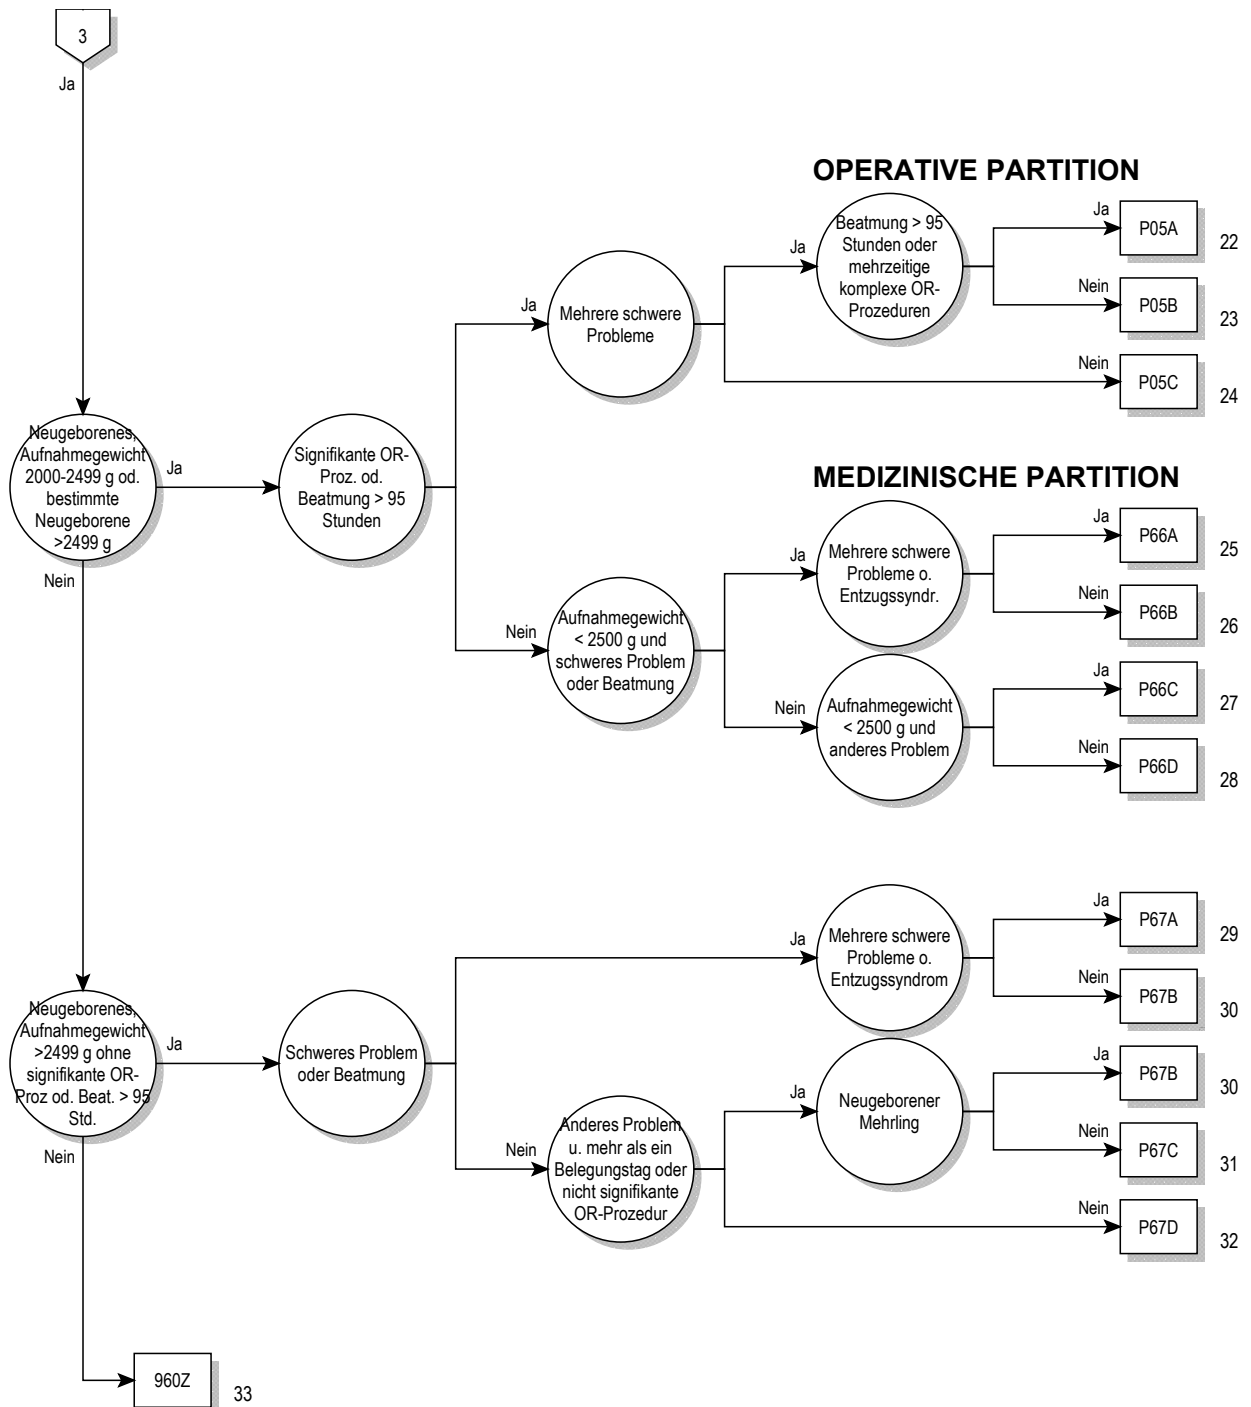 3
Ja
OPERATIVE PARTITION
Beatmung > 95
Stunden oder
mehrzeitige
komplexe OR-
Prozeduren
Ja
Ja
P05A
22
Nein
P05B
23
Ja
Mehrere schwere
Probleme
Nein
P05C
24
Neugeborenes,
Aufnahmegewicht
2000-2499 g od.
bestimmte
Neugeborene
>2499 g
Ja
Signifikante OR-
Proz. od.
Beatmung > 95
Stunden
MEDIZINISCHE PARTITION
Ja
Mehrere schwere
Probleme o.
Entzugssyndr.
Ja
P66A
25
Nein
P66B
26
Nein
Nein
Aufnahmegewicht
< 2500 g und
schweres Problem
oder Beatmung
Nein
Aufnahmegewicht
< 2500 g und
anderes Problem
Ja
P66C
27
Nein
P66D
28
Ja
Mehrere schwere
Probleme o.
Entzugssyndrom
Ja
P67A
29
Nein
P67B
30
Neugeborenes,
Aufnahmegewicht
>2499 g ohne
signifikante OR-
Proz od. Beat. > 95
Std.
Ja
Schweres Problem
oder Beatmung
Ja
Neugeborener
Mehrling
Ja
P67B
30
Nein
P67C
31
Nein
Nein
Anderes Problem
u. mehr als ein
Belegungstag oder
nicht signifikante
OR-Prozedur
Nein
P67D
32
960Z
33